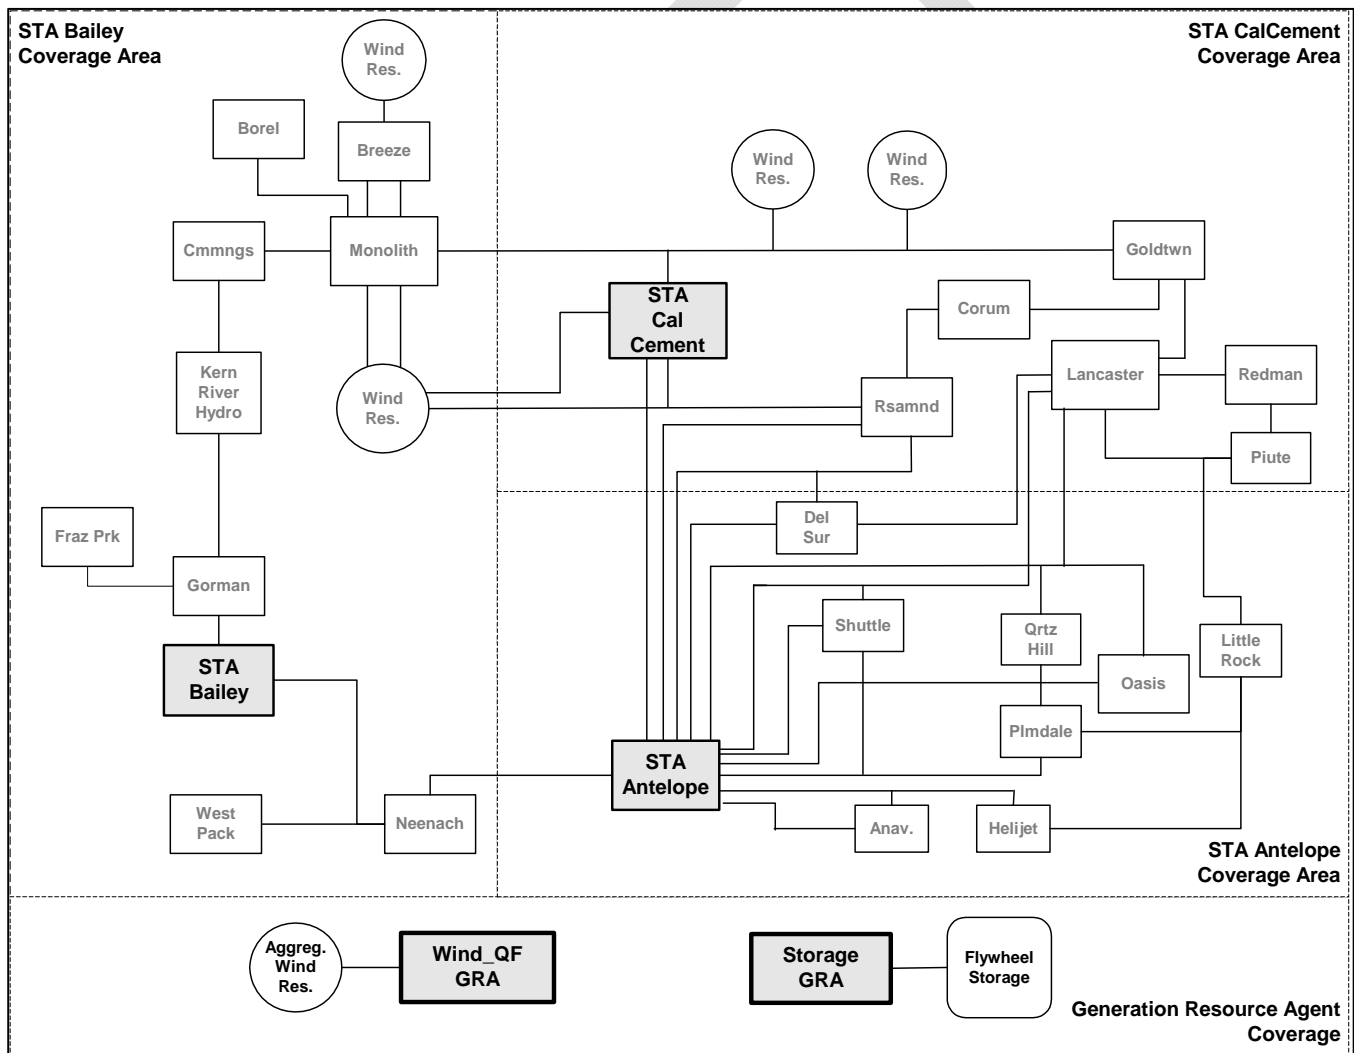 STA Bailey
Coverage Area
STA CalCement
Coverage Area
Wind
Res.
Borel
Breeze
Wind
Res.
Wind
Res.
Cmmngs
Monolith
Goldtwn
STA
Cal
Cement
Corum
Kern
River
Hydro
Wind
Res.
Rsamnd
Lancaster
Redman
Piute
Fraz Prk
Del
Sur
Gorman
Shuttle
Qrtz
Hill
Little
Rock
STA
Bailey
Oasis
Plmdale
STA
Antelope
West
Pack
Neenach
Anav.
Helijet
STA Antelope
Coverage Area
Aggreg.
Wind
Res.
Wind_QF
GRA
Storage
GRA
Flywheel
Storage
Generation Resource Agent
Coverage